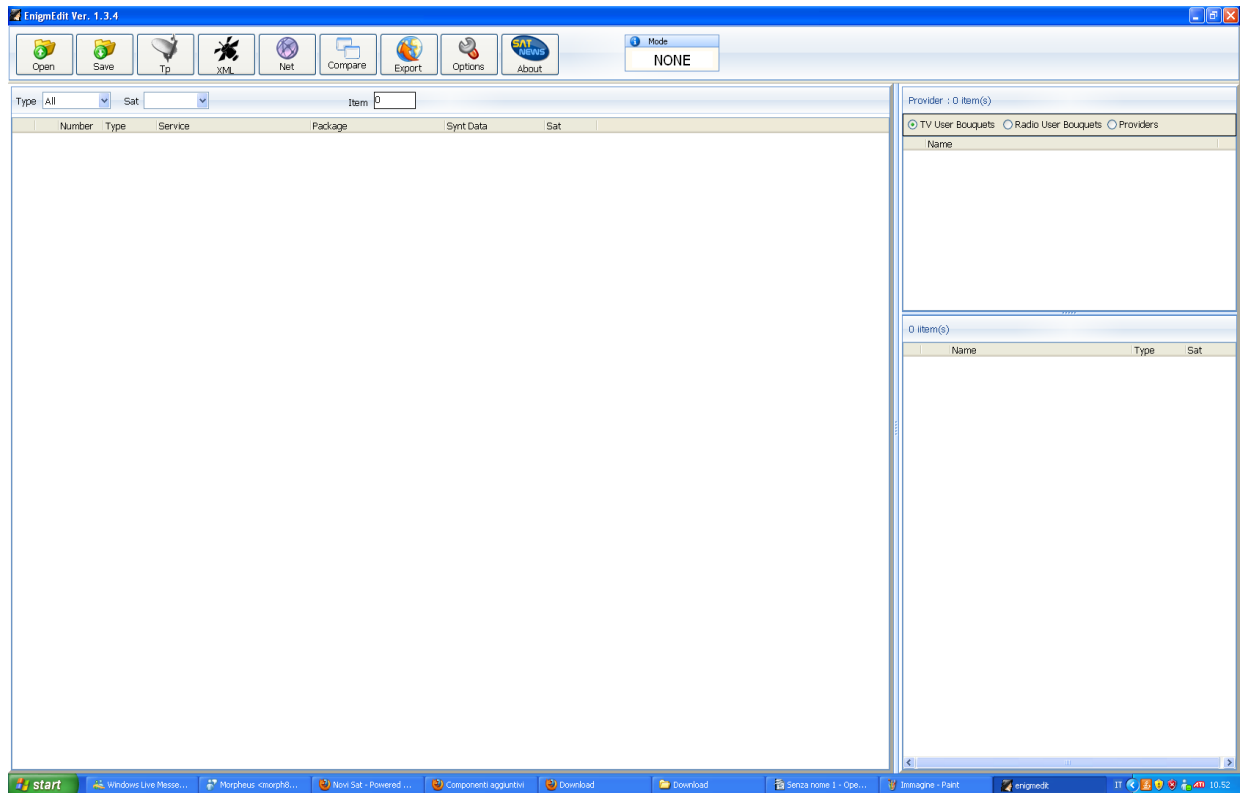 EnigmEdit Ver. 1.3.4
Open Save Tp XML Net Compare Export Options SAT NEWS About
Mode
NONE
Type All Sat Item 0
Number Type Service Package Synt Data Sat
Provider : 0 item(s)
TV User Bouquets Radio User Bouquets Providers
Name
0 iitem(s)
Name Type Sat
start Windows Live Messe... Morpheus <morph8... Novi Sat - Powered ... Componenti aggiuntivi Download Download Senza nome 1 - Ope... Immagine - Paint enigmedit IT 10.52